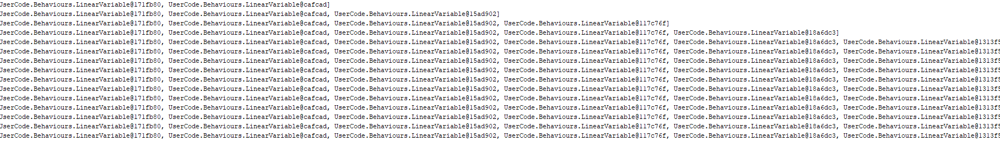 UserCode.Behaviours.LinearVariable@171fb80, UserCode.Behaviours.LinearVariable@cafcad]
UserCode.Behaviours.LinearVariable@171fb80, UserCode.Behaviours.LinearVariable@cafcad, UserCode.Behaviours.LinearVariable@15ad902]
UserCode.Behaviours.LinearVariable@171fb80, UserCode.Behaviours.LinearVariable@cafcad, UserCode.Behaviours.LinearVariable@15ad902, UserCode.Behaviours.LinearVariable@117c76f]
UserCode.Behaviours.LinearVariable@171fb80, UserCode.Behaviours.LinearVariable@cafcad, UserCode.Behaviours.LinearVariable@15ad902, UserCode.Behaviours.LinearVariable@117c76f, UserCode.Behaviours.LinearVariable@18a6dc3]
UserCode.Behaviours.LinearVariable@171fb80, UserCode.Behaviours.LinearVariable@cafcad, UserCode.Behaviours.LinearVariable@15ad902, UserCode.Behaviours.LinearVariable@117c76f, UserCode.Behaviours.LinearVariable@18a6dc3, UserCode.Behaviours.LinearVariable@1313f5
UserCode.Behaviours.LinearVariable@171fb80, UserCode.Behaviours.LinearVariable@cafcad, UserCode.Behaviours.LinearVariable@15ad902, UserCode.Behaviours.LinearVariable@117c76f, UserCode.Behaviours.LinearVariable@18a6dc3, UserCode.Behaviours.LinearVariable@1313f5
UserCode.Behaviours.LinearVariable@171fb80, UserCode.Behaviours.LinearVariable@cafcad, UserCode.Behaviours.LinearVariable@15ad902, UserCode.Behaviours.LinearVariable@117c76f, UserCode.Behaviours.LinearVariable@18a6dc3, UserCode.Behaviours.LinearVariable@1313f5
UserCode.Behaviours.LinearVariable@171fb80, UserCode.Behaviours.LinearVariable@cafcad, UserCode.Behaviours.LinearVariable@15ad902, UserCode.Behaviours.LinearVariable@117c76f, UserCode.Behaviours.LinearVariable@18a6dc3, UserCode.Behaviours.LinearVariable@1313f5
UserCode.Behaviours.LinearVariable@171fb80, UserCode.Behaviours.LinearVariable@cafcad, UserCode.Behaviours.LinearVariable@15ad902, UserCode.Behaviours.LinearVariable@117c76f, UserCode.Behaviours.LinearVariable@18a6dc3, UserCode.Behaviours.LinearVariable@1313f5
UserCode.Behaviours.LinearVariable@171fb80, UserCode.Behaviours.LinearVariable@cafcad, UserCode.Behaviours.LinearVariable@15ad902, UserCode.Behaviours.LinearVariable@117c76f, UserCode.Behaviours.LinearVariable@18a6dc3, UserCode.Behaviours.LinearVariable@1313f5
UserCode.Behaviours.LinearVariable@171fb80, UserCode.Behaviours.LinearVariable@cafcad, UserCode.Behaviours.LinearVariable@15ad902, UserCode.Behaviours.LinearVariable@117c76f, UserCode.Behaviours.LinearVariable@18a6dc3, UserCode.Behaviours.LinearVariable@1313f5
UserCode.Behaviours.LinearVariable@171fb80, UserCode.Behaviours.LinearVariable@cafcad, UserCode.Behaviours.LinearVariable@15ad902, UserCode.Behaviours.LinearVariable@117c76f, UserCode.Behaviours.LinearVariable@18a6dc3, UserCode.Behaviours.LinearVariable@1313f5
UserCode.Behaviours.LinearVariable@171fb80, UserCode.Behaviours.LinearVariable@cafcad, UserCode.Behaviours.LinearVariable@15ad902, UserCode.Behaviours.LinearVariable@117c76f, UserCode.Behaviours.LinearVariable@18a6dc3, UserCode.Behaviours.LinearVariable@1313f5
UserCode.Behaviours.LinearVariable@171fb80, UserCode.Behaviours.LinearVariable@cafcad, UserCode.Behaviours.LinearVariable@15ad902, UserCode.Behaviours.LinearVariable@117c76f, UserCode.Behaviours.LinearVariable@18a6dc3, UserCode.Behaviours.LinearVariable@1313f5
UserCode.Behaviours.LinearVariable@171fb80, UserCode.Behaviours.LinearVariable@cafcad, UserCode.Behaviours.LinearVariable@15ad902, UserCode.Behaviours.LinearVariable@117c76f, UserCode.Behaviours.LinearVariable@18a6dc3, UserCode.Behaviours.LinearVariable@1313f5